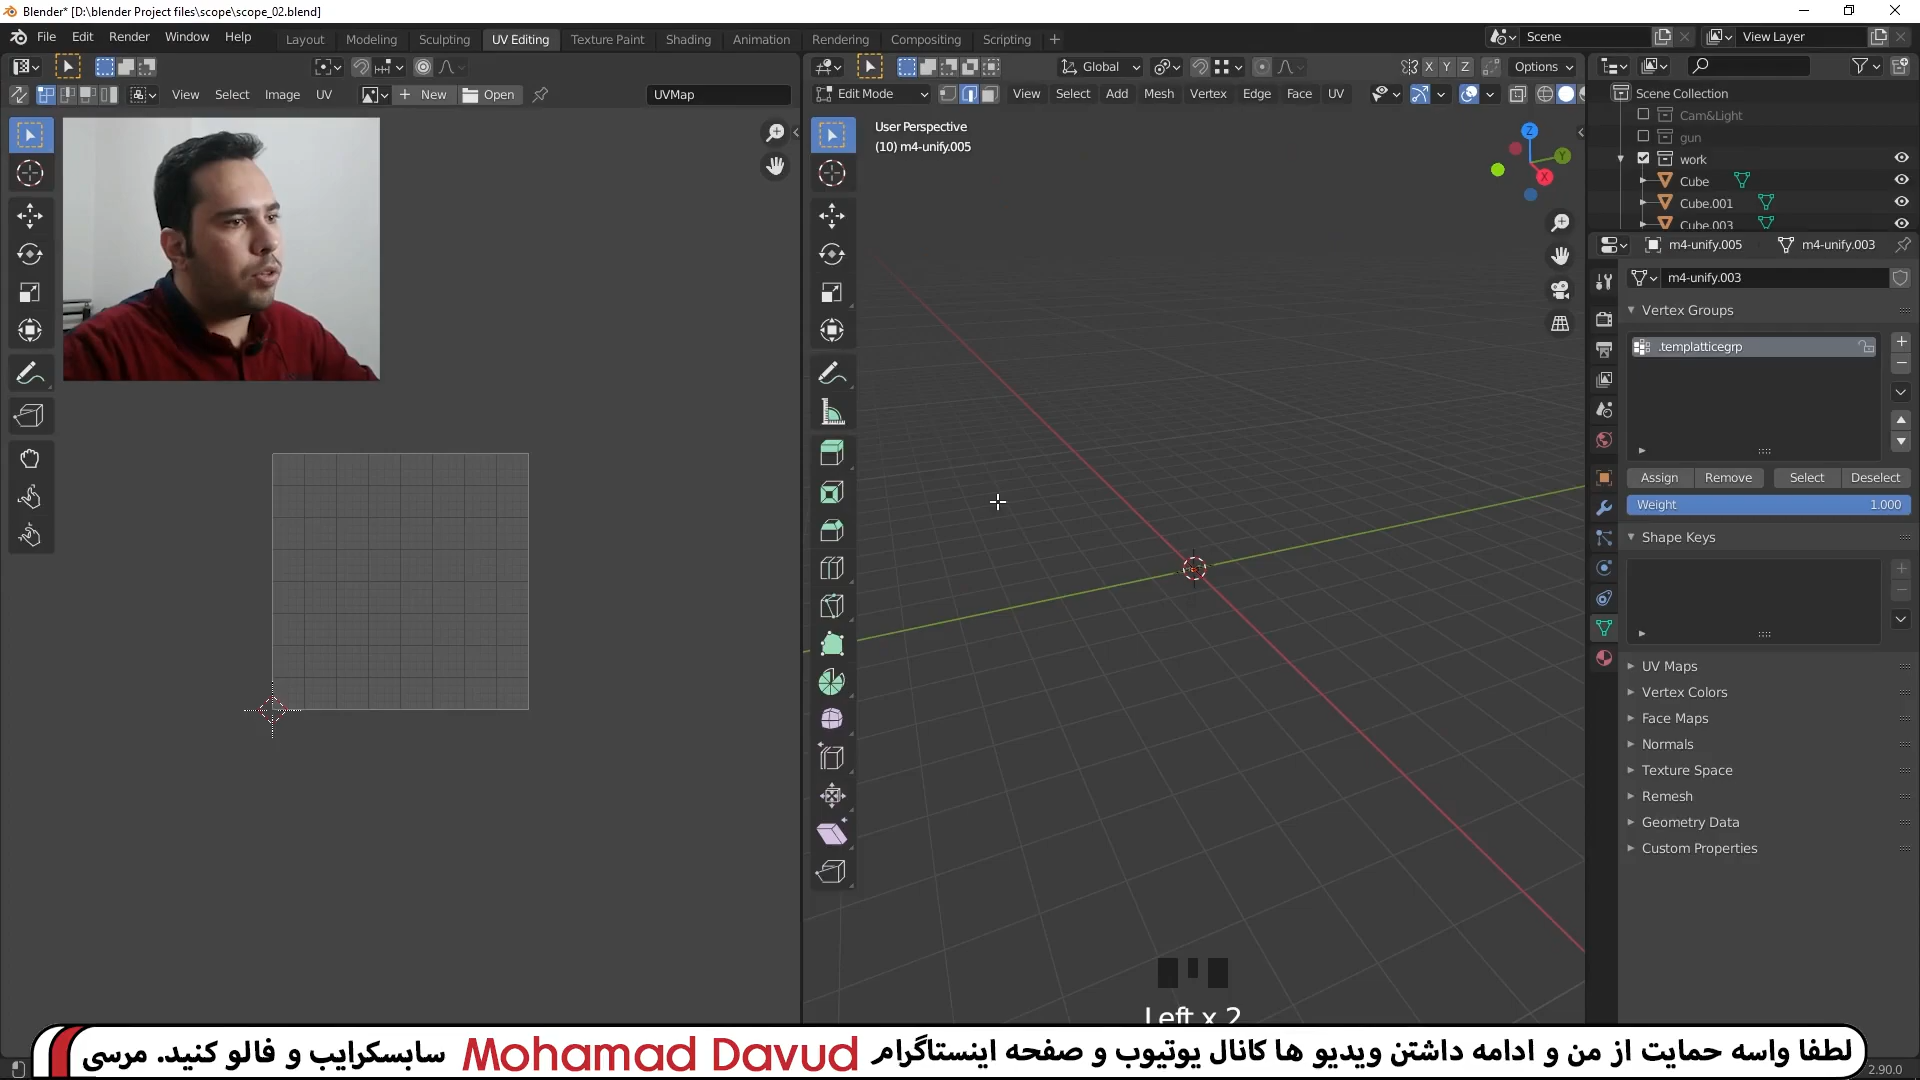 Blender* [D:\blender Project files\scope\scope_02.blend]
File Edit Render Window Help Layout Modeling Sculpting UV Editing Texture Paint Shading Animation Rendering Compositing Scripting + Scene View Layer
Global X Y Z Options
View Select Image UV + New Open UVMap Edit Mode View Select Add Mesh Vertex Edge Face UV
Scene Collection
Cam&Light
gun
work
Cube
Cube.001
Cube.003
User Perspective
(10) m4-unify.005
Z
Y
X
m4-unify.005 m4-unify.003
m4-unify.003
Vertex Groups
.templatticegrp
Assign Remove Select Deselect
Weight 1.000
Shape Keys
UV Maps
Vertex Colors
Face Maps
Normals
Texture Space
Remesh
Geometry Data
Custom Properties
Left x 2
لطفا واسه حمایت از من و ادامه داشتن ویدیو ها کانال یوتیوب و صفحه اینستاگرام Mohamad Davud سابسکرایب و فالو کنید. مرسی
2.90.0